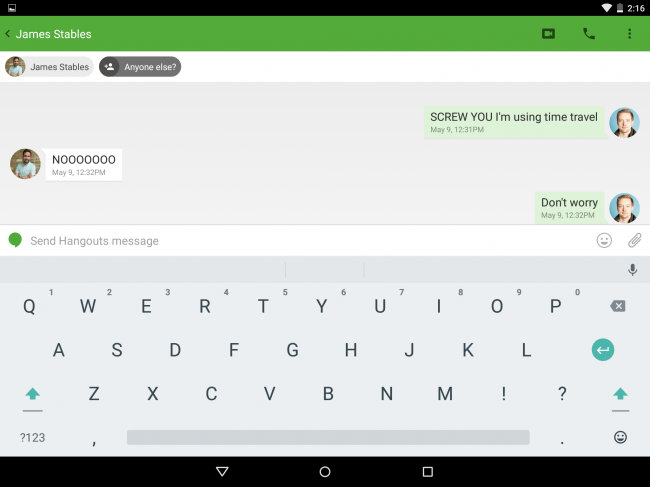 2:16
James Stables
James Stables Anyone else?
SCREW YOU I'm using time travel
May 9, 12:31PM
NOOOOOOO
May 9, 12:32PM
Don't worry
May 9, 12:32PM
Send Hangouts message
1 2 3 4 5 6 7 8 9 0
Q W E R T Y U I O P
A S D F G H J K L
Z X C V B N M ! ?
?123 , .